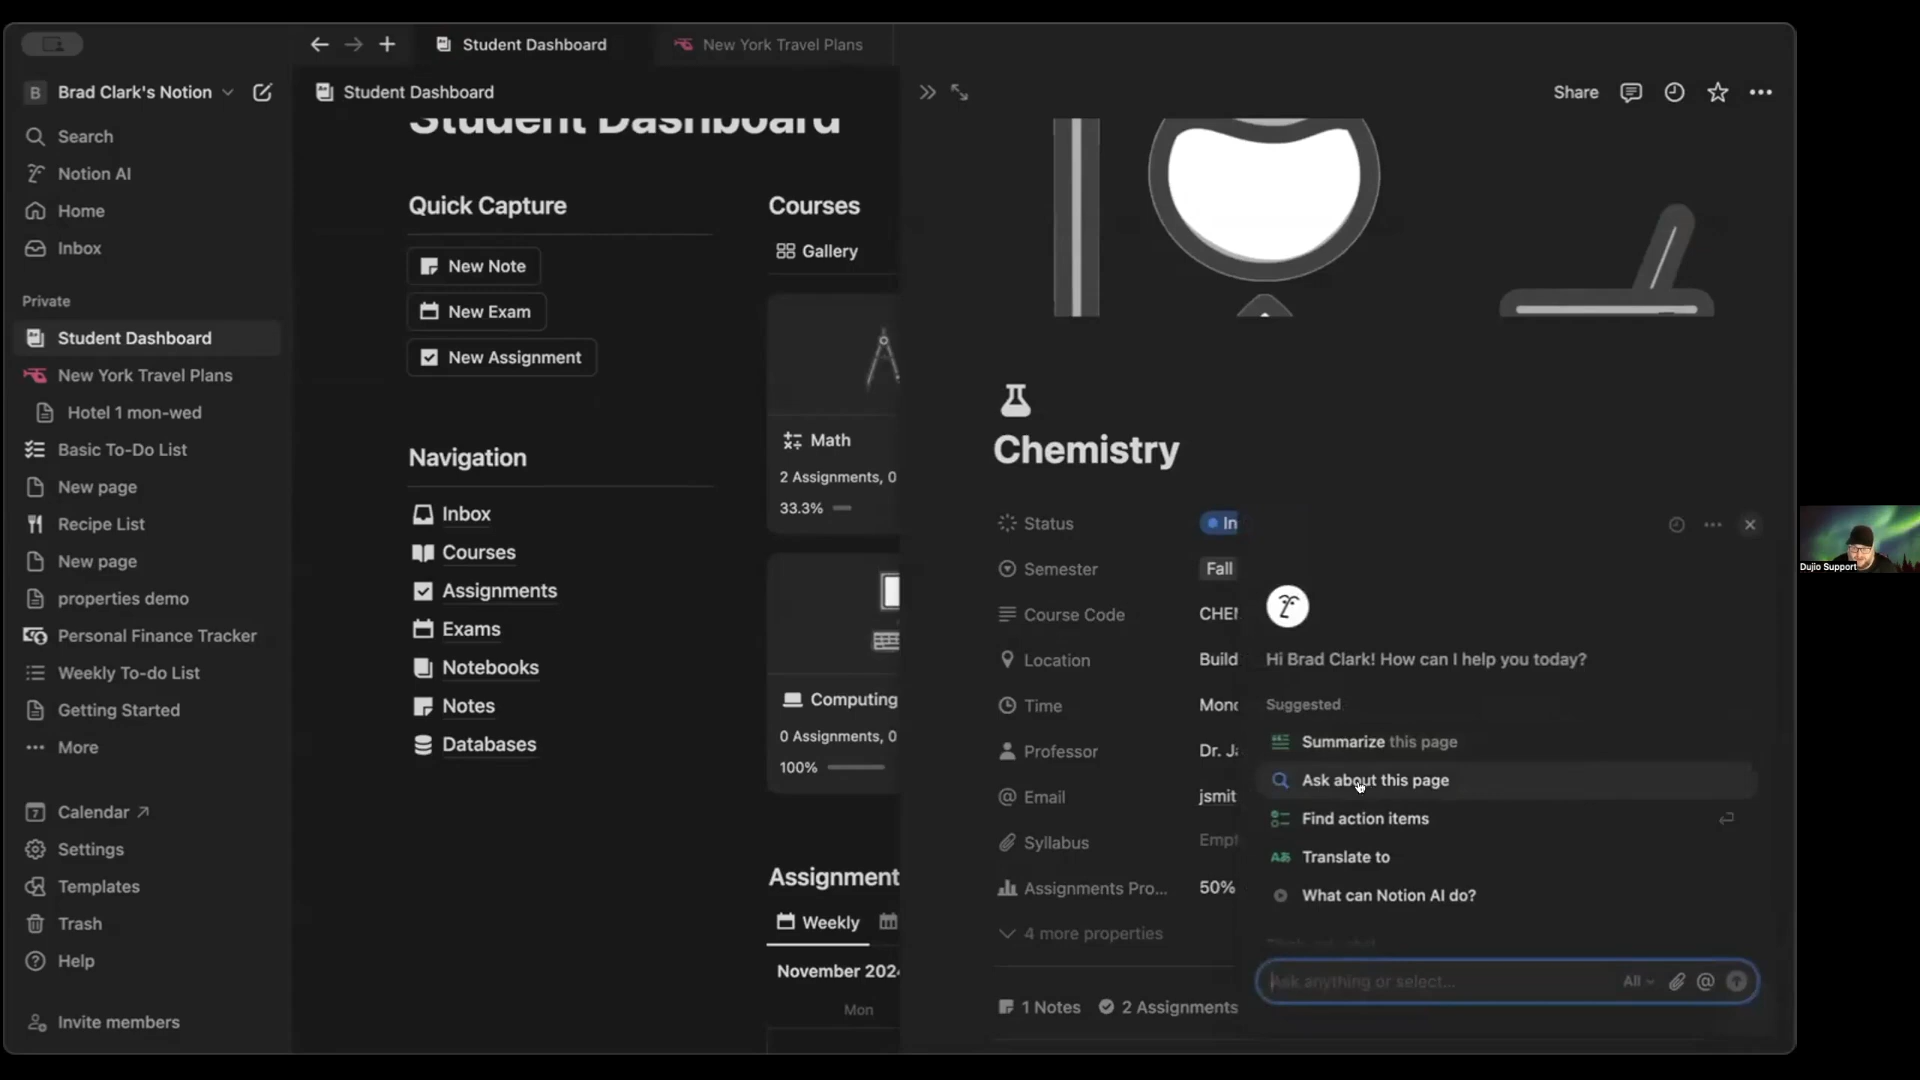 Student Dashboard
New York Travel Plans
B Brad Clark's Notion
Search
Notion AI
Home
Inbox
Private
Student Dashboard
New York Travel Plans
Hotel 1 mon-wed
Basic To-Do List
New page
Recipe List
New page
properties demo
Personal Finance Tracker
Weekly To-do List
Getting Started
More
7 Calendar
Settings
Templates
Trash
Help
Invite members
Student Dashboard
Student Dashboard
Quick Capture
New Note
New Exam
New Assignment
Navigation
Inbox
Courses
Assignments
Exams
Notebooks
Notes
Databases
Courses
Gallery
Math
2 Assignments, 0
33.3%
Computing
0 Assignments, 0
100%
Assignment
Weekly
November 2024
Mon
Share
Chemistry
Status In
Semester Fall
Course Code CHEM
Location Build
Time Mon
Professor Dr. Ja
Email jsmit
Syllabus Empt
Assignments Pro... 50%
4 more properties
1 Notes 2 Assignments
Hi Brad Clark! How can I help you today?
Suggested
Summarize this page
Ask about this page
Find action items
Translate to
What can Notion AI do?
Ask anything or select...
All @
Dujio Support